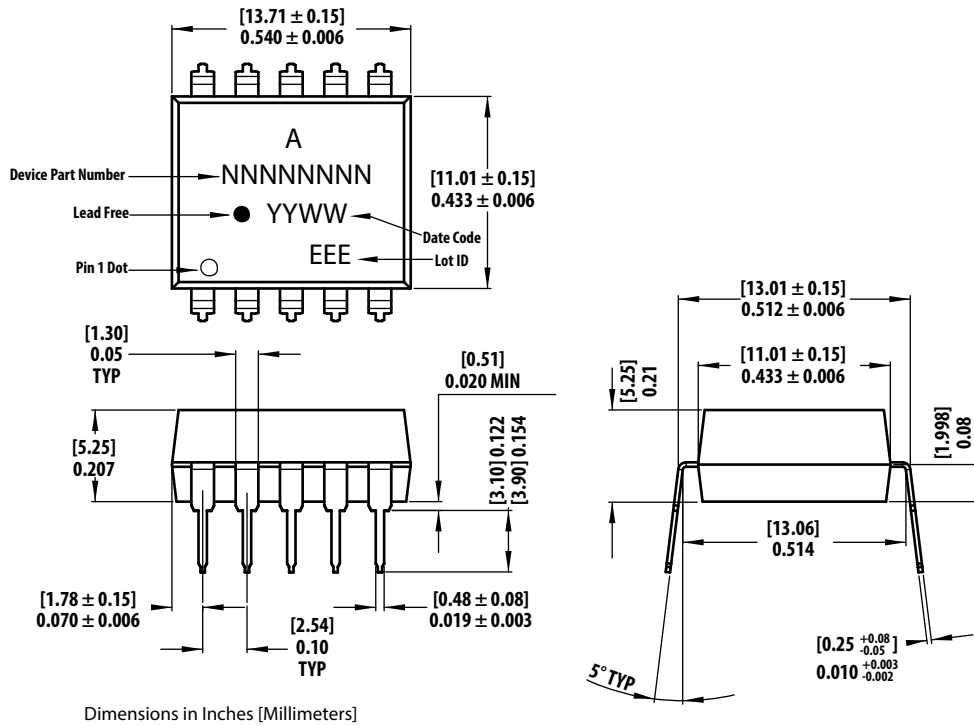 [13.71 ± 0.15]
0.540 ± 0.006
A
NNNNNNNN
YYWW
EEE
Device Part Number
Lead Free
Pin 1 Dot
Date Code
Lot ID
[11.01 ± 0.15]
0.433 ± 0.006
[1.30]
0.05
TYP
[0.51]
0.020 MIN
[5.25]
0.207
[3.10] 0.122
[3.90] 0.154
[1.78 ± 0.15]
0.070 ± 0.006
[2.54]
0.10
TYP
[0.48 ± 0.08]
0.019 ± 0.003
[13.01 ± 0.15]
0.512 ± 0.006
[11.01 ± 0.15]
0.433 ± 0.006
[5.25]
0.21
[1.998]
0.08
[13.06]
0.514
5° TYP
[0.25 +0.08 -0.05 ]
0.010 +0.003 -0.002
Dimensions in Inches [Millimeters]